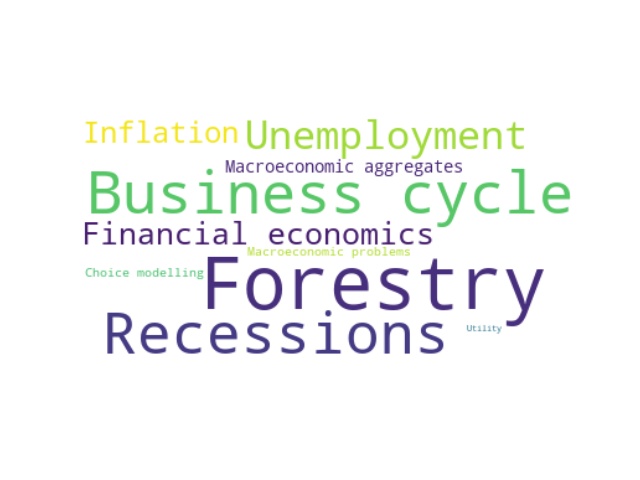 Inflation Unemployment
Macroeconomic aggregates
Business cycle
Financial economics
Macroeconomic problems
Choice modelling Forestry
Recessions Utility